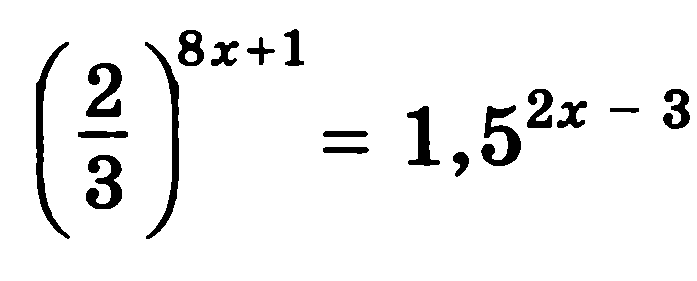 (2/3)^{8x+1} = 1,5^{2x - 3}